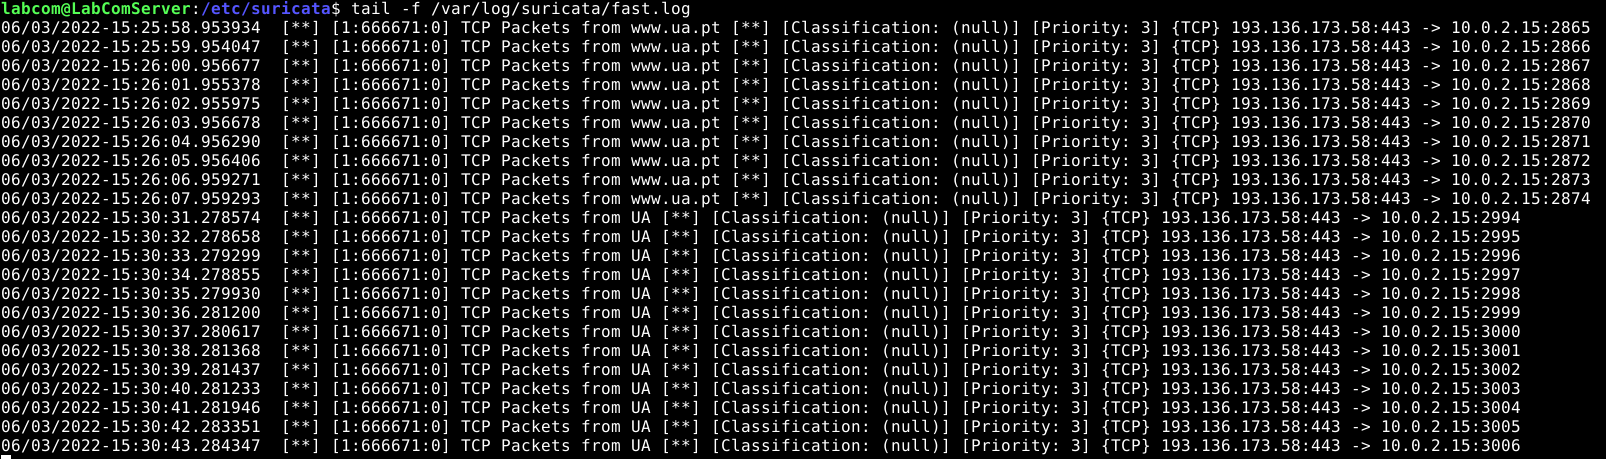 labcom@LabComServer:/etc/suricata$ tail -f /var/log/suricata/fast.log
06/03/2022-15:25:58.953934  [**] [1:666671:0] TCP Packets from www.ua.pt [**] [Classification: (null)] [Priority: 3] {TCP} 193.136.173.58:443 -> 10.0.2.15:2865
06/03/2022-15:25:59.954047  [**] [1:666671:0] TCP Packets from www.ua.pt [**] [Classification: (null)] [Priority: 3] {TCP} 193.136.173.58:443 -> 10.0.2.15:2866
06/03/2022-15:26:00.956677  [**] [1:666671:0] TCP Packets from www.ua.pt [**] [Classification: (null)] [Priority: 3] {TCP} 193.136.173.58:443 -> 10.0.2.15:2867
06/03/2022-15:26:01.955378  [**] [1:666671:0] TCP Packets from www.ua.pt [**] [Classification: (null)] [Priority: 3] {TCP} 193.136.173.58:443 -> 10.0.2.15:2868
06/03/2022-15:26:02.955975  [**] [1:666671:0] TCP Packets from www.ua.pt [**] [Classification: (null)] [Priority: 3] {TCP} 193.136.173.58:443 -> 10.0.2.15:2869
06/03/2022-15:26:03.956678  [**] [1:666671:0] TCP Packets from www.ua.pt [**] [Classification: (null)] [Priority: 3] {TCP} 193.136.173.58:443 -> 10.0.2.15:2870
06/03/2022-15:26:04.956290  [**] [1:666671:0] TCP Packets from www.ua.pt [**] [Classification: (null)] [Priority: 3] {TCP} 193.136.173.58:443 -> 10.0.2.15:2871
06/03/2022-15:26:05.956406  [**] [1:666671:0] TCP Packets from www.ua.pt [**] [Classification: (null)] [Priority: 3] {TCP} 193.136.173.58:443 -> 10.0.2.15:2872
06/03/2022-15:26:06.959271  [**] [1:666671:0] TCP Packets from www.ua.pt [**] [Classification: (null)] [Priority: 3] {TCP} 193.136.173.58:443 -> 10.0.2.15:2873
06/03/2022-15:26:07.959293  [**] [1:666671:0] TCP Packets from www.ua.pt [**] [Classification: (null)] [Priority: 3] {TCP} 193.136.173.58:443 -> 10.0.2.15:2874
06/03/2022-15:30:31.278574  [**] [1:666671:0] TCP Packets from UA [**] [Classification: (null)] [Priority: 3] {TCP} 193.136.173.58:443 -> 10.0.2.15:2994
06/03/2022-15:30:32.278658  [**] [1:666671:0] TCP Packets from UA [**] [Classification: (null)] [Priority: 3] {TCP} 193.136.173.58:443 -> 10.0.2.15:2995
06/03/2022-15:30:33.279299  [**] [1:666671:0] TCP Packets from UA [**] [Classification: (null)] [Priority: 3] {TCP} 193.136.173.58:443 -> 10.0.2.15:2996
06/03/2022-15:30:34.278855  [**] [1:666671:0] TCP Packets from UA [**] [Classification: (null)] [Priority: 3] {TCP} 193.136.173.58:443 -> 10.0.2.15:2997
06/03/2022-15:30:35.279930  [**] [1:666671:0] TCP Packets from UA [**] [Classification: (null)] [Priority: 3] {TCP} 193.136.173.58:443 -> 10.0.2.15:2998
06/03/2022-15:30:36.281200  [**] [1:666671:0] TCP Packets from UA [**] [Classification: (null)] [Priority: 3] {TCP} 193.136.173.58:443 -> 10.0.2.15:2999
06/03/2022-15:30:37.280617  [**] [1:666671:0] TCP Packets from UA [**] [Classification: (null)] [Priority: 3] {TCP} 193.136.173.58:443 -> 10.0.2.15:3000
06/03/2022-15:30:38.281368  [**] [1:666671:0] TCP Packets from UA [**] [Classification: (null)] [Priority: 3] {TCP} 193.136.173.58:443 -> 10.0.2.15:3001
06/03/2022-15:30:39.281437  [**] [1:666671:0] TCP Packets from UA [**] [Classification: (null)] [Priority: 3] {TCP} 193.136.173.58:443 -> 10.0.2.15:3002
06/03/2022-15:30:40.281233  [**] [1:666671:0] TCP Packets from UA [**] [Classification: (null)] [Priority: 3] {TCP} 193.136.173.58:443 -> 10.0.2.15:3003
06/03/2022-15:30:41.281946  [**] [1:666671:0] TCP Packets from UA [**] [Classification: (null)] [Priority: 3] {TCP} 193.136.173.58:443 -> 10.0.2.15:3004
06/03/2022-15:30:42.283351  [**] [1:666671:0] TCP Packets from UA [**] [Classification: (null)] [Priority: 3] {TCP} 193.136.173.58:443 -> 10.0.2.15:3005
06/03/2022-15:30:43.284347  [**] [1:666671:0] TCP Packets from UA [**] [Classification: (null)] [Priority: 3] {TCP} 193.136.173.58:443 -> 10.0.2.15:3006